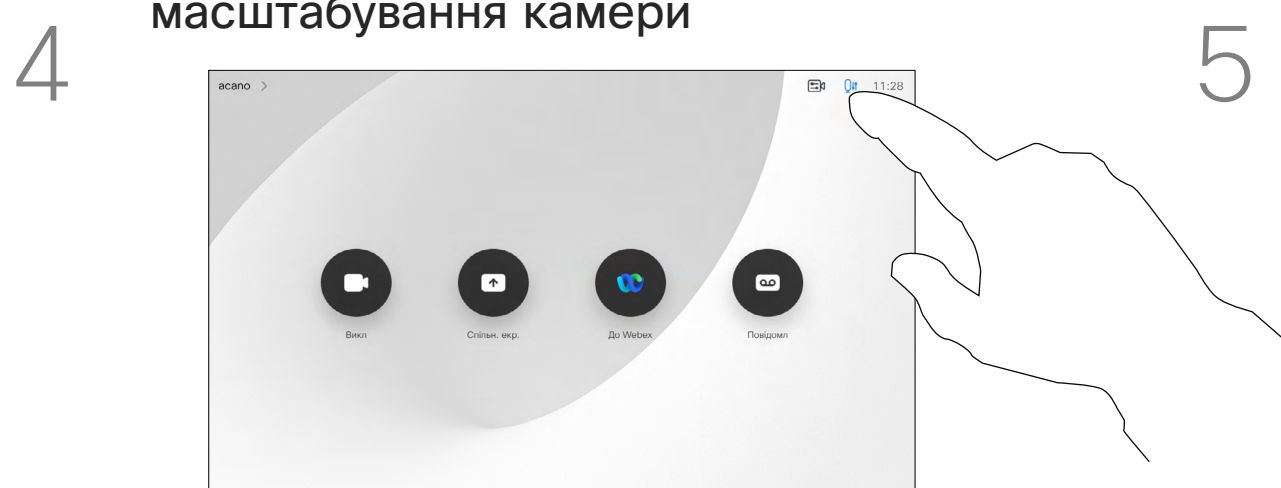 масштабування камери
4
5
acano >
11:28
Викл
Спільн. екр.
До Webex
Повідомл